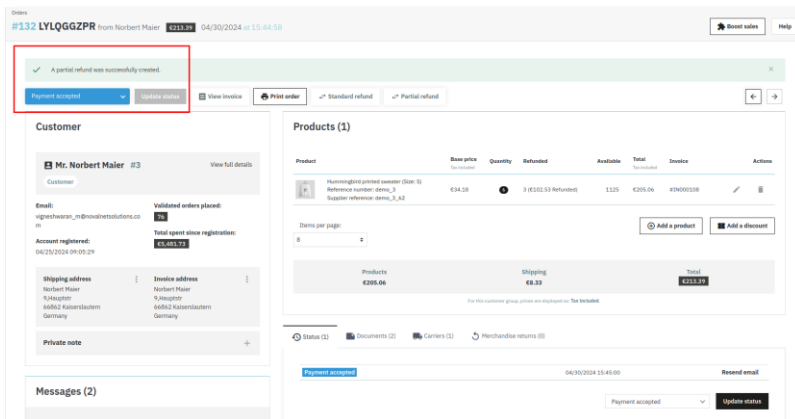 Orders
#132 LYLQGGZPR from Norbert Maier €213.39 04/30/2024 at 15:44:58
Boost sales
Help
A partial refund was successfully created.
Payment accepted
Update status
View invoice
Print order
Standard refund
Partial refund
Customer
Mr. Norbert Maier #3
View full details
Customer
Email:
vigneshwaran_m@novalnetsolutions.co
m
Account registered:
04/25/2024 09:05:29
Validated orders placed:
76
Total spent since registration:
€5,481.73
Shipping address
Norbert Maier
9,Hauptstr
66862 Kaiserslautern
Germany
Invoice address
Norbert Maier
9,Hauptstr
66862 Kaiserslautern
Germany
Private note
Messages (2)
Products (1)
Product Base price Quantity Refunded Available Total Invoice Actions
Tax included Tax included
Hummingbird printed sweater (Size: S)
Reference number: demo_3
Supplier reference: demo_3_62
€34.18 3 (€102.53 Refunded) 1125 €205.06 #IN000108
Items per page:
8
Add a product
Add a discount
Products Shipping Total
€205.06 €8.33 €213.39
For this customer group, prices are displayed as: Tax included
Status (1)
Documents (2)
Carriers (1)
Merchandise returns (0)
Payment accepted 04/30/2024 15:45:00 Resend email
Payment accepted
Update status